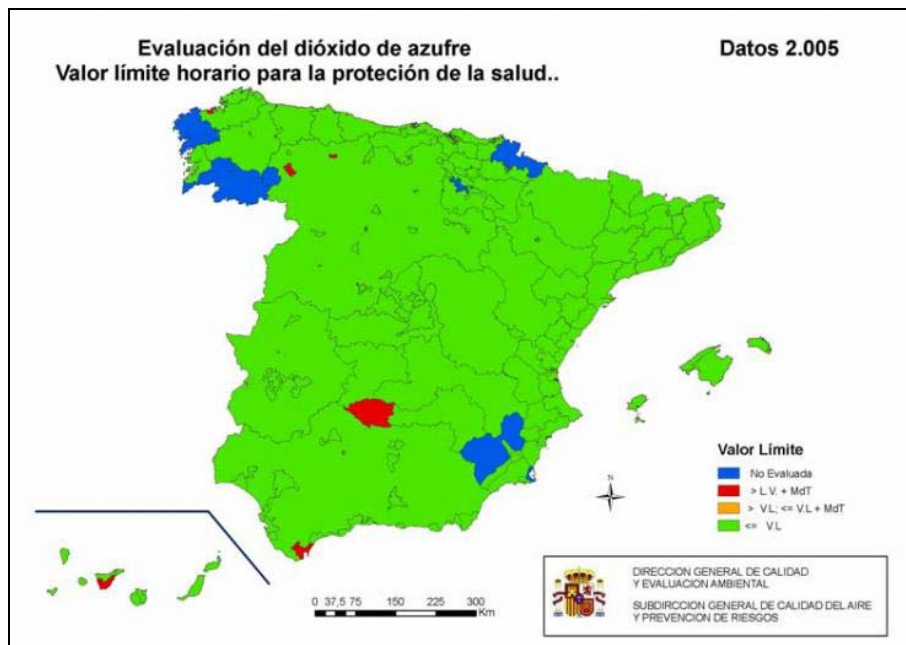 Evaluación del dióxido de azufre
Valor límite horario para la proteción de la salud..
Datos 2.005
Valor Límite
No Evaluada
> L.V. + MdT
> V.L; <= V.L + MdT
<= V.L
N
0 37,5 75 150 225 300
Km
DIRECCION GENERAL DE CALIDAD
Y EVALUACION AMBIENTAL
SUBDIRCCION GENERAL DE CALIDAD DEL AIRE
Y PREVENCION DE RIESGOS